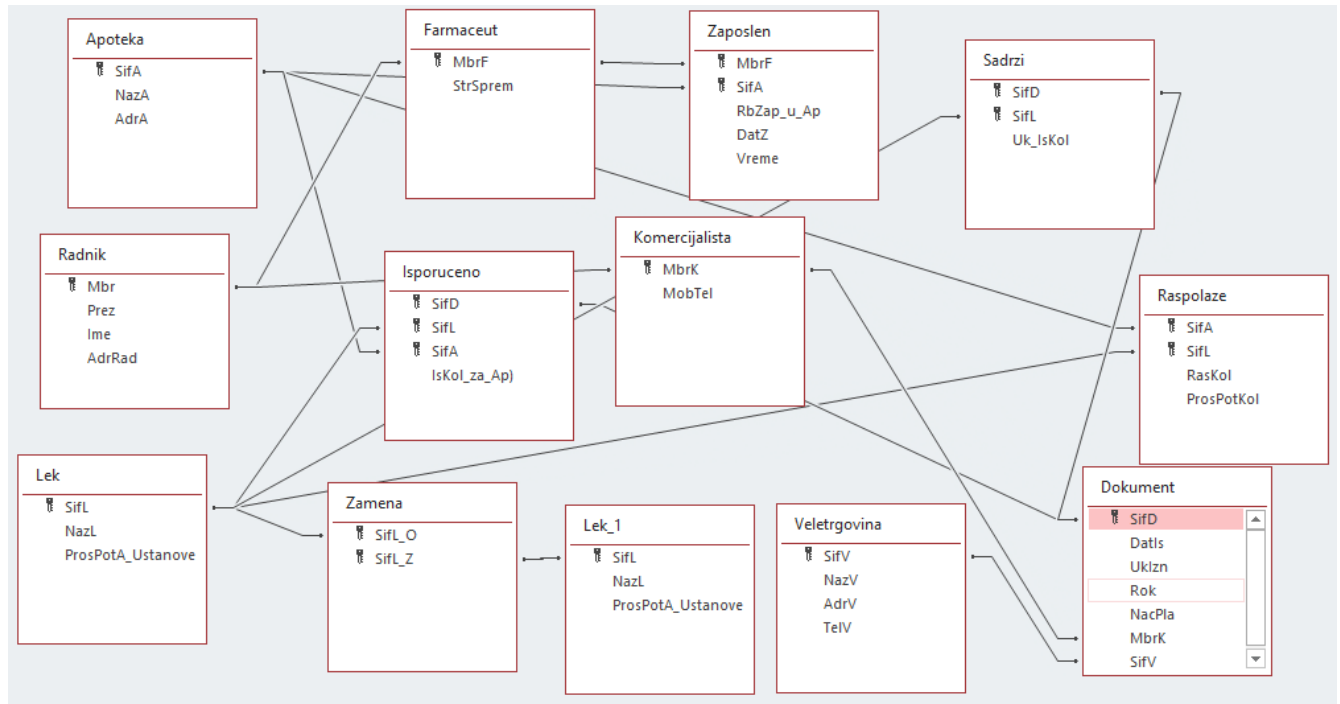 Apoteka
SifA
NazA
AdrA
Farmaceut
MbrF
StrSprem
Zaposlen
MbrF
SifA
RbZap_u_Ap
DatZ
Vreme
Sadrzi
SifD
SifL
Uk_IsKol
Radnik
Mbr
Prez
Ime
AdrRad
Isporuceno
SifD
SifL
SifA
IsKol_za_Ap)
Komercijalista
MbrK
MobTel
Raspolaze
SifA
SifL
RasKol
ProsPotKol
Lek
SifL
NazL
ProsPotA_Ustanove
Zamena
SifL_O
SifL_Z
Lek_1
SifL
NazL
ProsPotA_Ustanove
Veletrgovina
SifV
NazV
AdrV
TelV
Dokument
SifD
DatIs
UkIzn
Rok
NacPla
MbrK
SifV